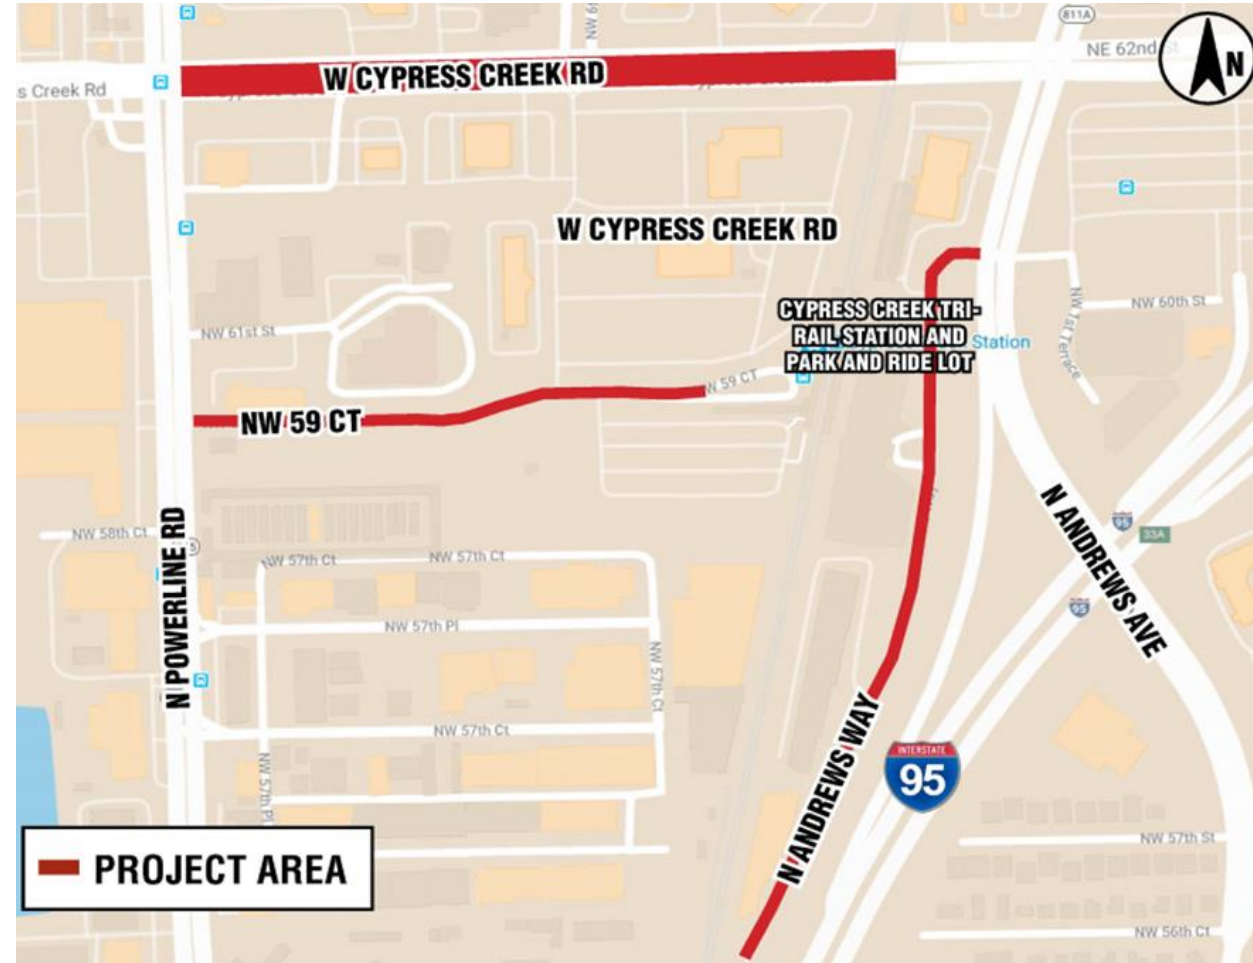 811A
NE 62nd St
N
W CYPRESS CREEK RD
s Creek Rd
W CYPRESS CREEK RD
NW 61st St
CYPRESS CREEK TRI-
RAIL STATION AND
PARK AND RIDE LOT
Station
NW 60th St
NW 1st Terrace
W 59 CT
NW 59 CT
N POWERLINE RD
NW 58th Ct
NW 57th Ct
NW 57th Ct
NW 57th Pl
NW 57th Ct
NW 57th Ct
NW 57th Pl
N ANDREWS AVE
95
33A
95
N ANDREWS WAY
INTERSTATE
95
NW 57th St
NW 56th Ct
PROJECT AREA